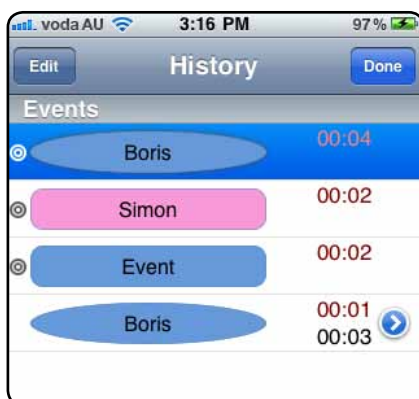 voda AU 3:16 PM 97%
Edit History Done
Events
Boris 00:04
Simon 00:02
Event 00:02
Boris 00:01
00:03